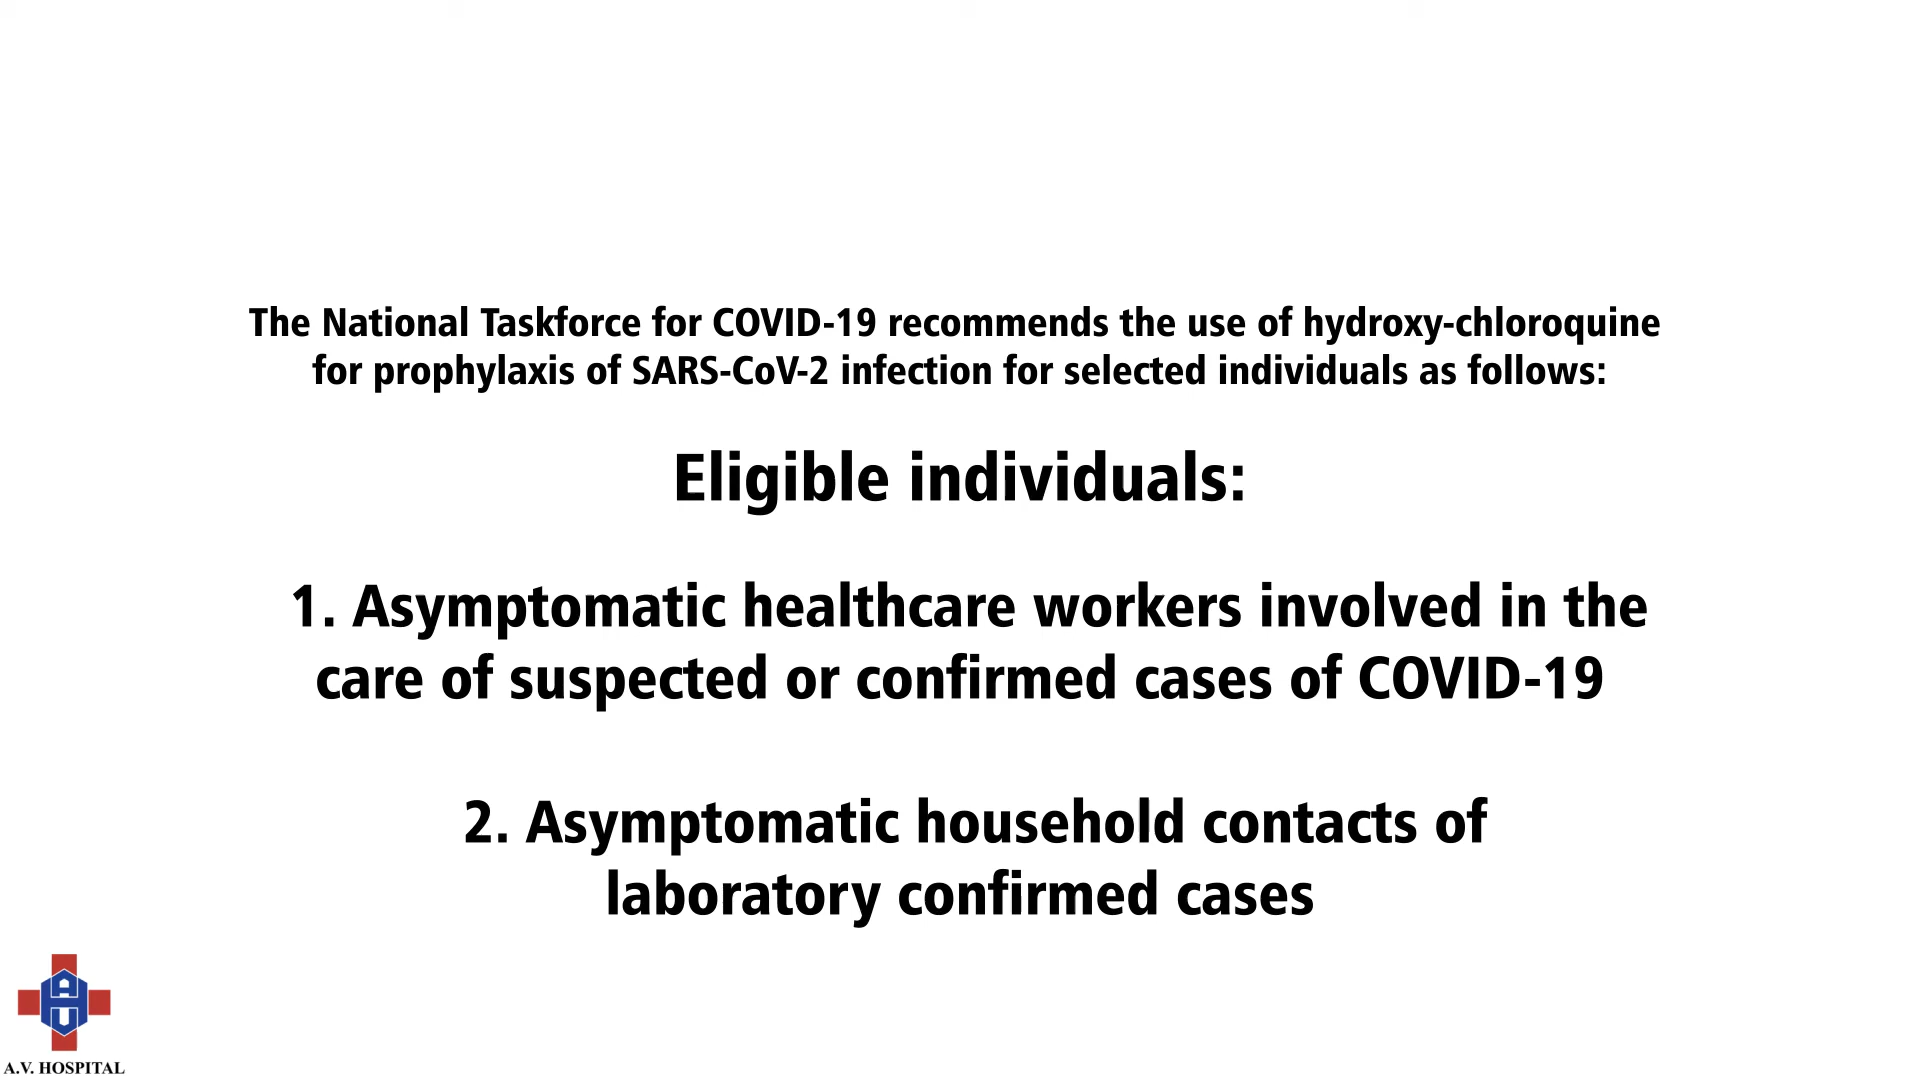 The National Taskforce for COVID-19 recommends the use of hydroxy-chloroquine
for prophylaxis of SARS-CoV-2 infection for selected individuals as follows:
Eligible individuals:
1. Asymptomatic healthcare workers involved in the
care of suspected or confirmed cases of COVID-19
2. Asymptomatic household contacts of
laboratory confirmed cases
A.V. HOSPITAL